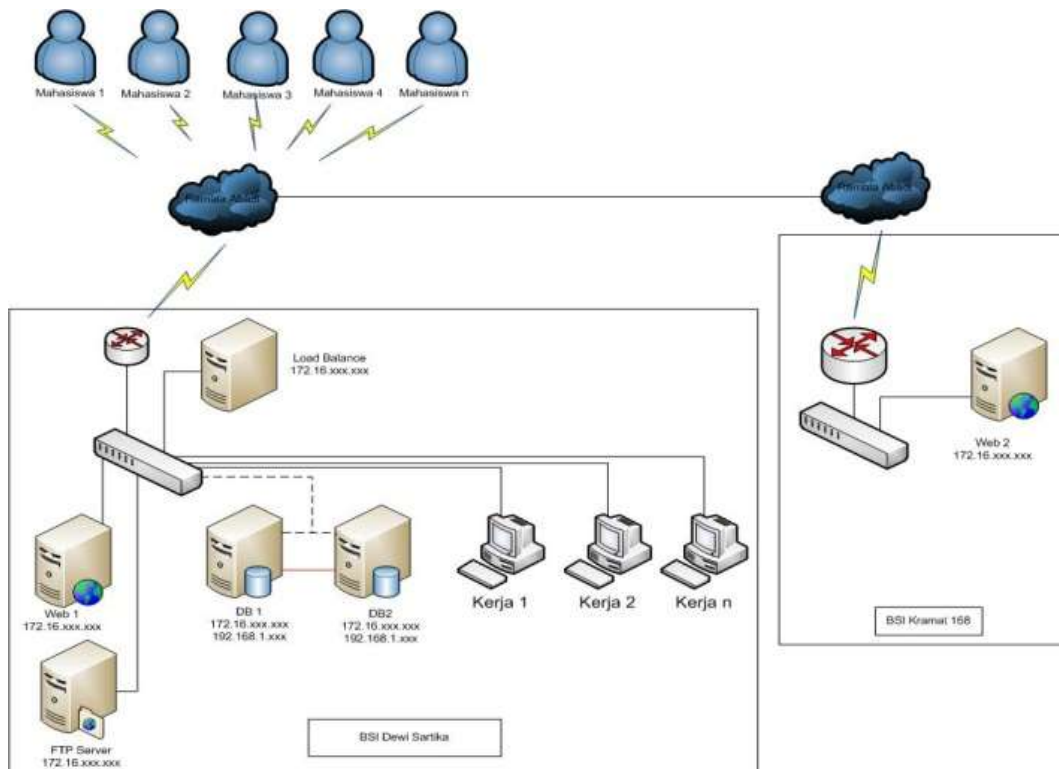 Mahasiswa 1
Mahasiswa 2
Mahasiswa 3
Mahasiswa 4
Mahasiswa n
Load Balance
172.16.xxx.xxx
Web 2
172.16.xxx.xxx
Web 1
172.16.xxx.xxx
DB 1
172.16.xxx.xxx
192.168.1.xxx
DB2
172.16.xxx.xxx
192.168.1.xxx
Kerja 1
Kerja 2
Kerja n
BSI Kramat 168
FTP Server
172.16.xxx.xxx
BSI Dewi Sartika